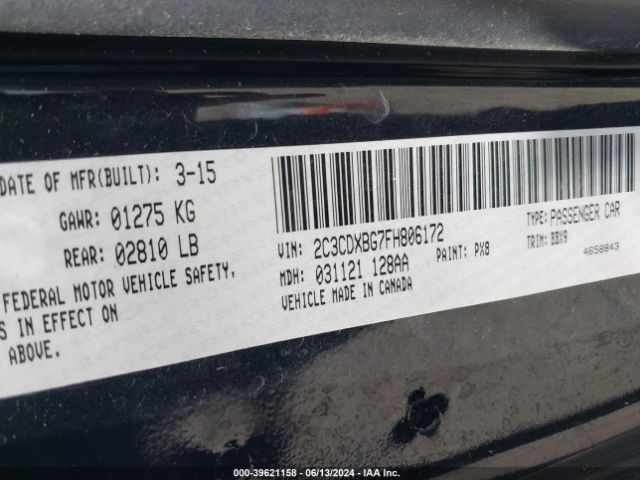 DATE OF MFR(BUILT): 3-15
GAWR: 01275 KG
REAR: 02810 LB
FEDERAL MOTOR VEHICLE SAFETY,
S IN EFFECT ON
ABOVE.
VIN: 2C3CDXBG7FH806172
TYPE: PASSENGER CAR
MDH: 031121 128AA
PAINT: PX8
TRIM: BBX9
VEHICLE MADE IN CANADA
4658843
000-39621158 - 06/13/2024 - IAA Inc.